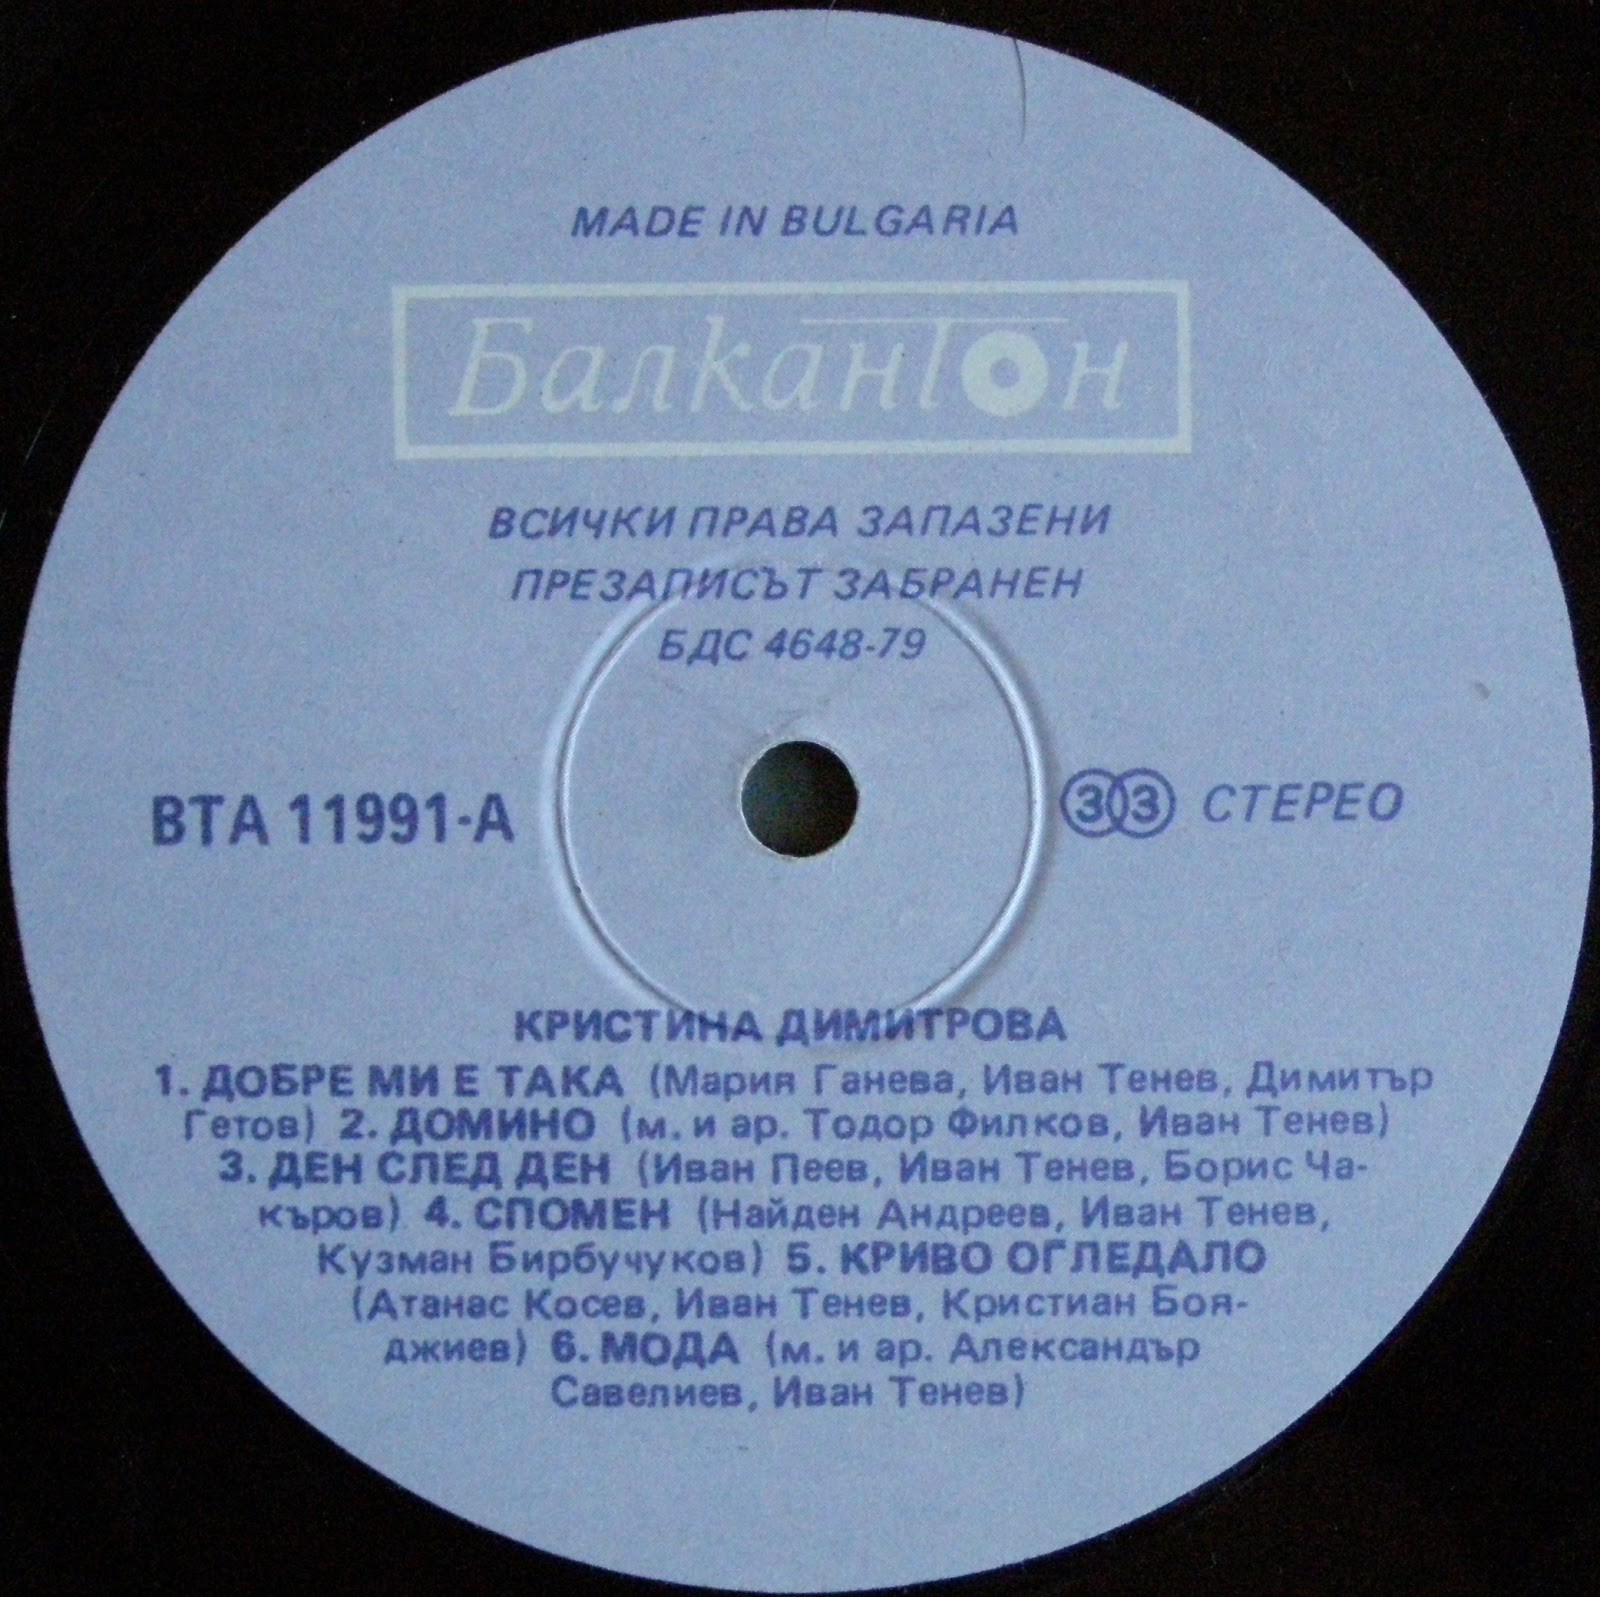 MADE IN BULGARIA
Балкантон
ВСИЧКИ ПРАВА ЗАПАЗЕНИ
ПРЕЗАПИСЪТ ЗАБРАНЕН
БДС 4648-79
ВТА 11991-А
33 СТЕРЕО
КРИСТИНА ДИМИТРОВА
1. ДОБРЕ МИ Е ТАКА (Мария Ганева, Иван Тенев, Димитър
Гетов) 2. ДОМИНО (м. и ар. Тодор Филков, Иван Тенев)
3. ДЕН СЛЕД ДЕН (Иван Пеев, Иван Тенев, Борис Ча-
къров) 4. СПОМЕН (Найден Андреев, Иван Тенев,
Кузман Бирбучуков) 5. КРИВО ОГЛЕДАЛО
(Атанас Косев, Иван Тенев, Кристиан Боя-
джиев) 6. МОДА (м. и ар. Александър
Савелиев, Иван Тенев)